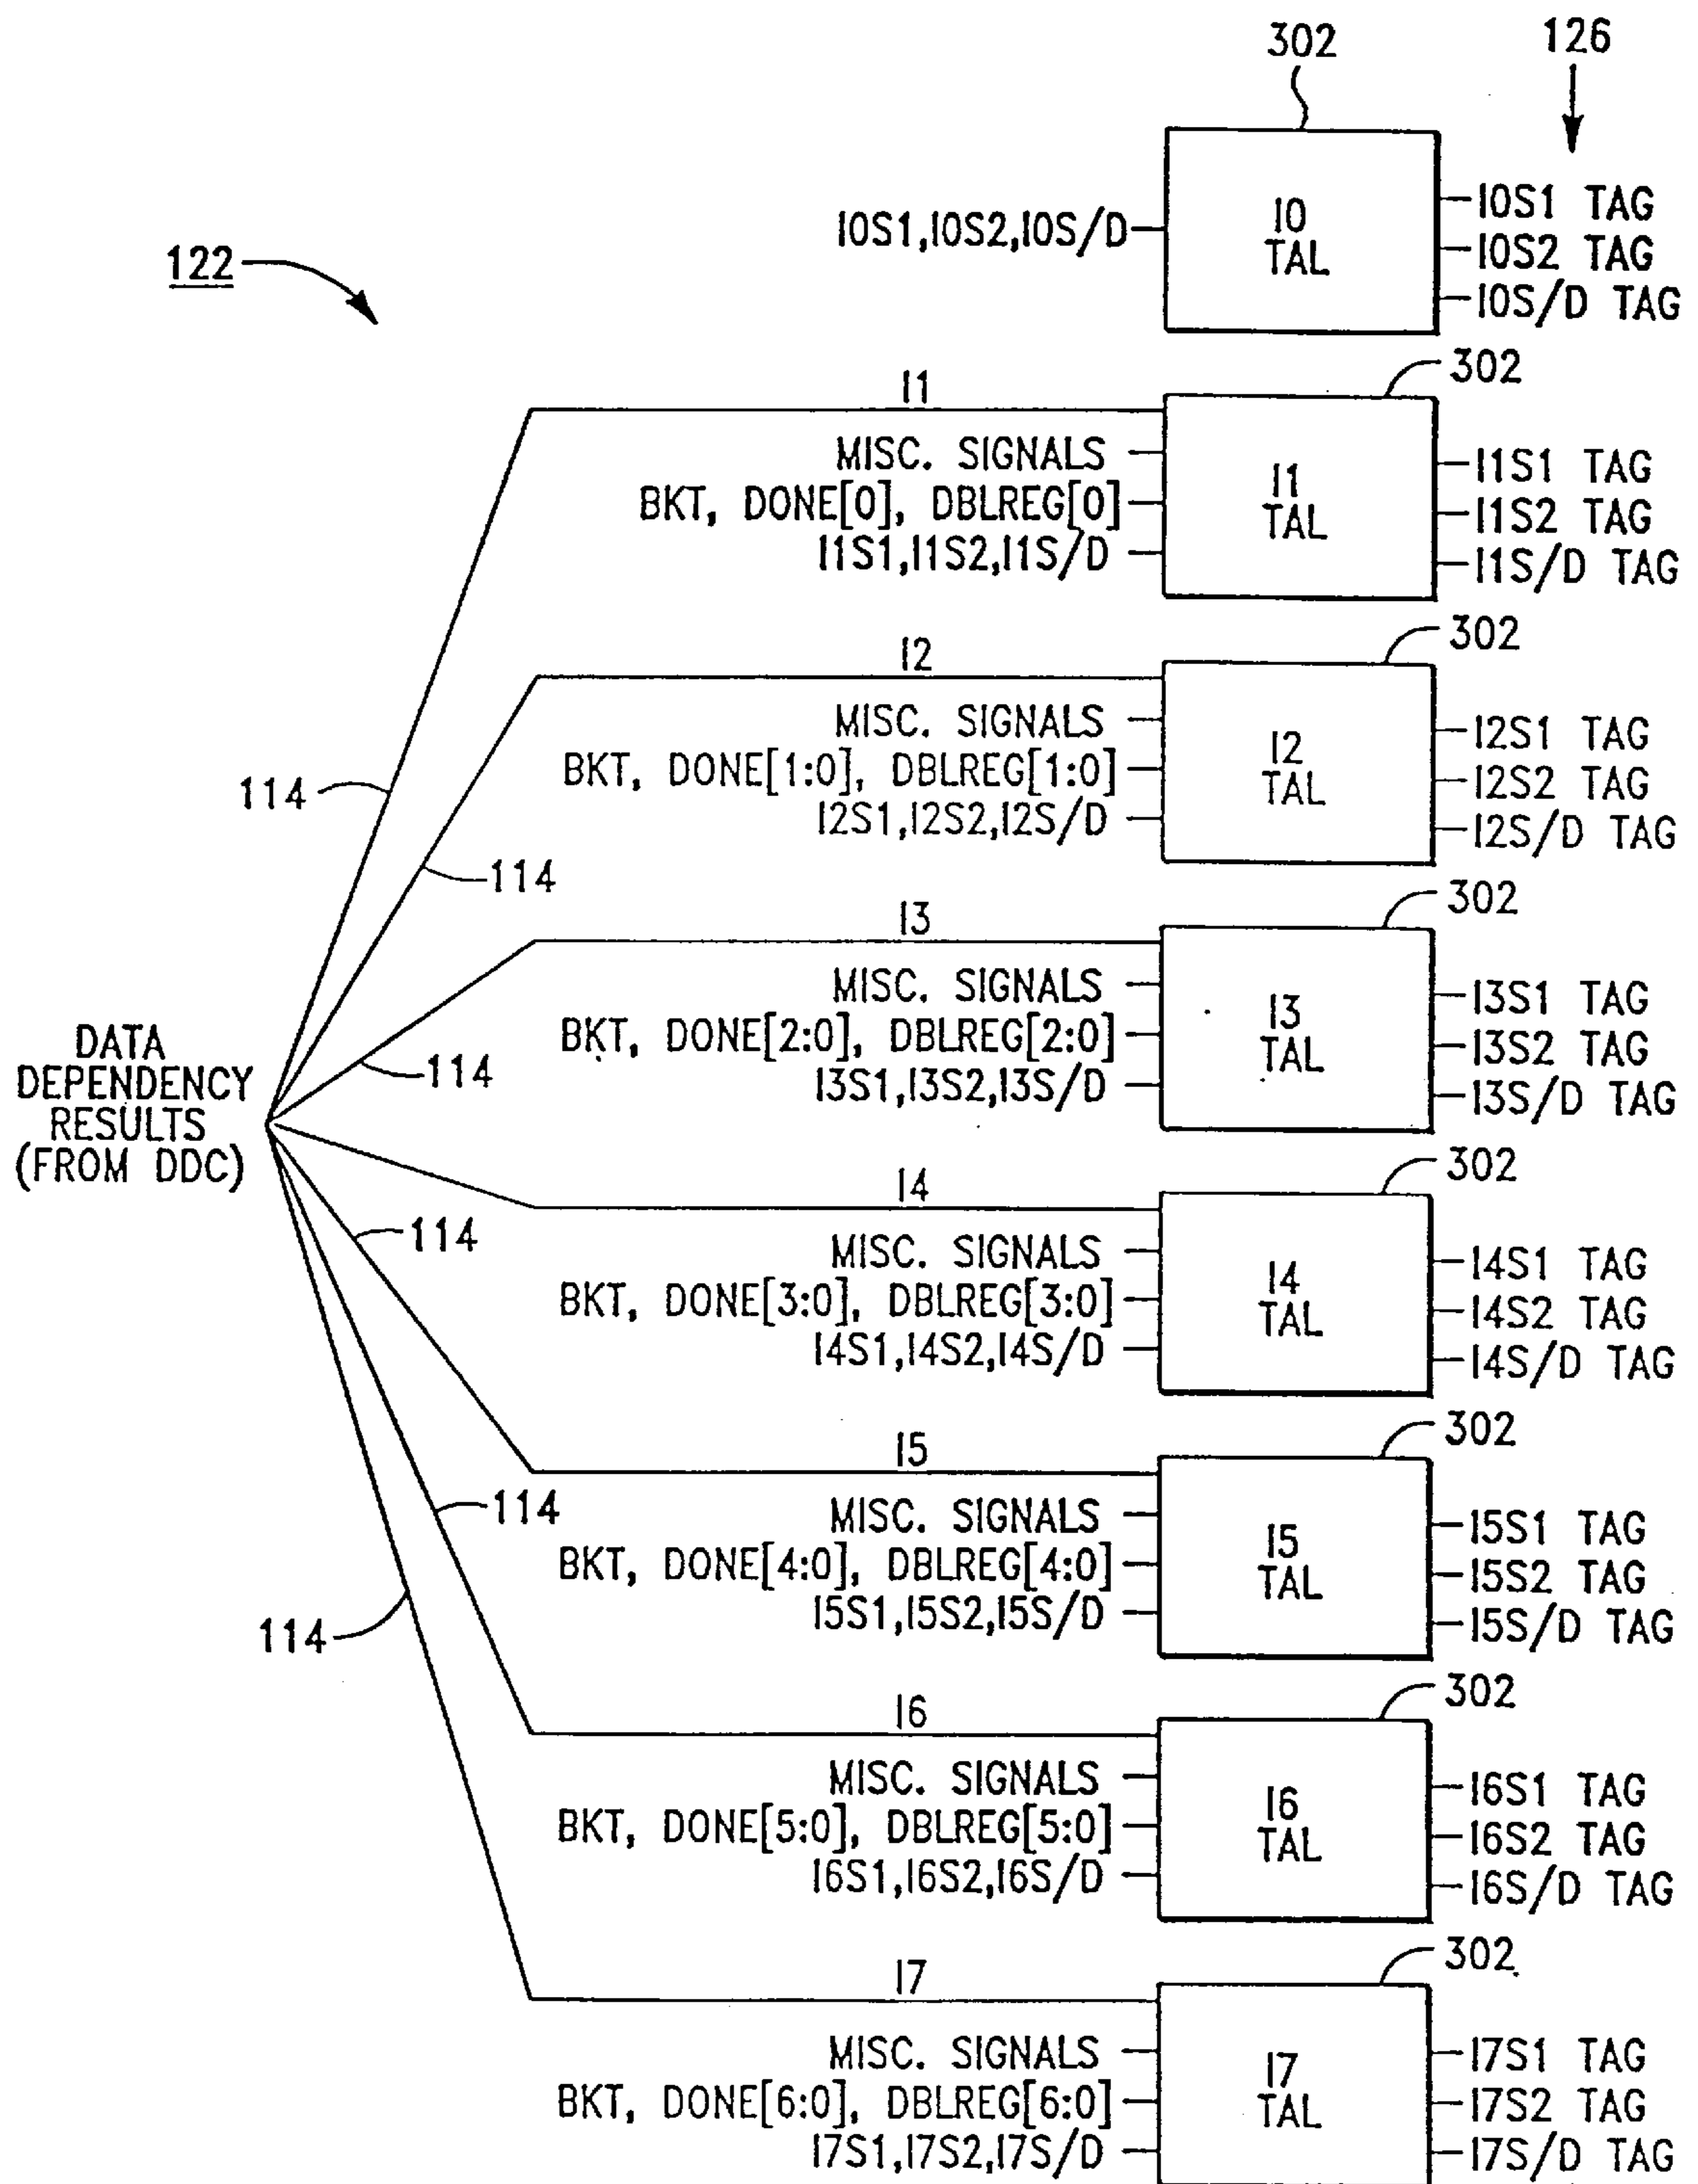 302
126
122
I0S1,I0S2,I0S/D
I0
TAL
I0S1 TAG
I0S2 TAG
I0S/D TAG
302
I1
MISC. SIGNALS
BKT, DONE[0], DBLREG[0]
I1S1,I1S2,I1S/D
I1
TAL
I1S1 TAG
I1S2 TAG
I1S/D TAG
302
114
I2
MISC. SIGNALS
BKT, DONE[1:0], DBLREG[1:0]
I2S1,I2S2,I2S/D
I2
TAL
I2S1 TAG
I2S2 TAG
I2S/D TAG
302
114
I3
MISC. SIGNALS
BKT, DONE[2:0], DBLREG[2:0]
I3S1,I3S2,I3S/D
I3
TAL
I3S1 TAG
I3S2 TAG
I3S/D TAG
302
114
DATA
DEPENDENCY
RESULTS
(FROM DDC)
I4
MISC. SIGNALS
BKT, DONE[3:0], DBLREG[3:0]
I4S1,I4S2,I4S/D
I4
TAL
I4S1 TAG
I4S2 TAG
I4S/D TAG
302
114
I5
MISC. SIGNALS
BKT, DONE[4:0], DBLREG[4:0]
I5S1,I5S2,I5S/D
I5
TAL
I5S1 TAG
I5S2 TAG
I5S/D TAG
302
114
I6
MISC. SIGNALS
BKT, DONE[5:0], DBLREG[5:0]
I6S1,I6S2,I6S/D
I6
TAL
I6S1 TAG
I6S2 TAG
I6S/D TAG
302
114
I7
MISC. SIGNALS
BKT, DONE[6:0], DBLREG[6:0]
I7S1,I7S2,I7S/D
I7
TAL
I7S1 TAG
I7S2 TAG
I7S/D TAG